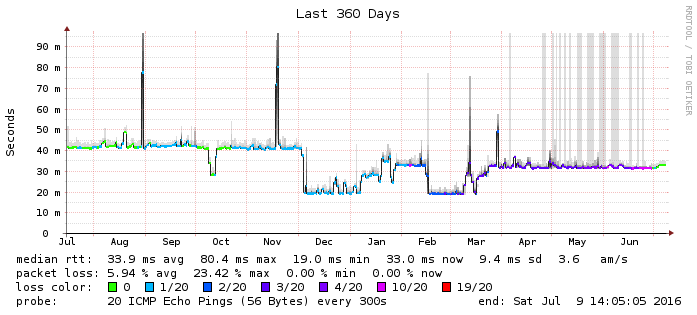 Last 360 Days
RRDTOOL / TOBI OETIKER
Seconds
90 m
80 m
70 m
60 m
50 m
40 m
30 m
20 m
10 m
0
Jul Aug Sep Oct Nov Dec Jan Feb Mar Apr May Jun
median rtt: 33.9 ms avg 80.4 ms max 19.0 ms min 33.0 ms now 9.4 ms sd 3.6 am/s
packet loss: 5.94 % avg 23.42 % max 0.00 % min 0.00 % now
loss color: 0 1/20 2/20 3/20 4/20 10/20 19/20
probe: 20 ICMP Echo Pings (56 Bytes) every 300s end: Sat Jul 9 14:05:05 2016